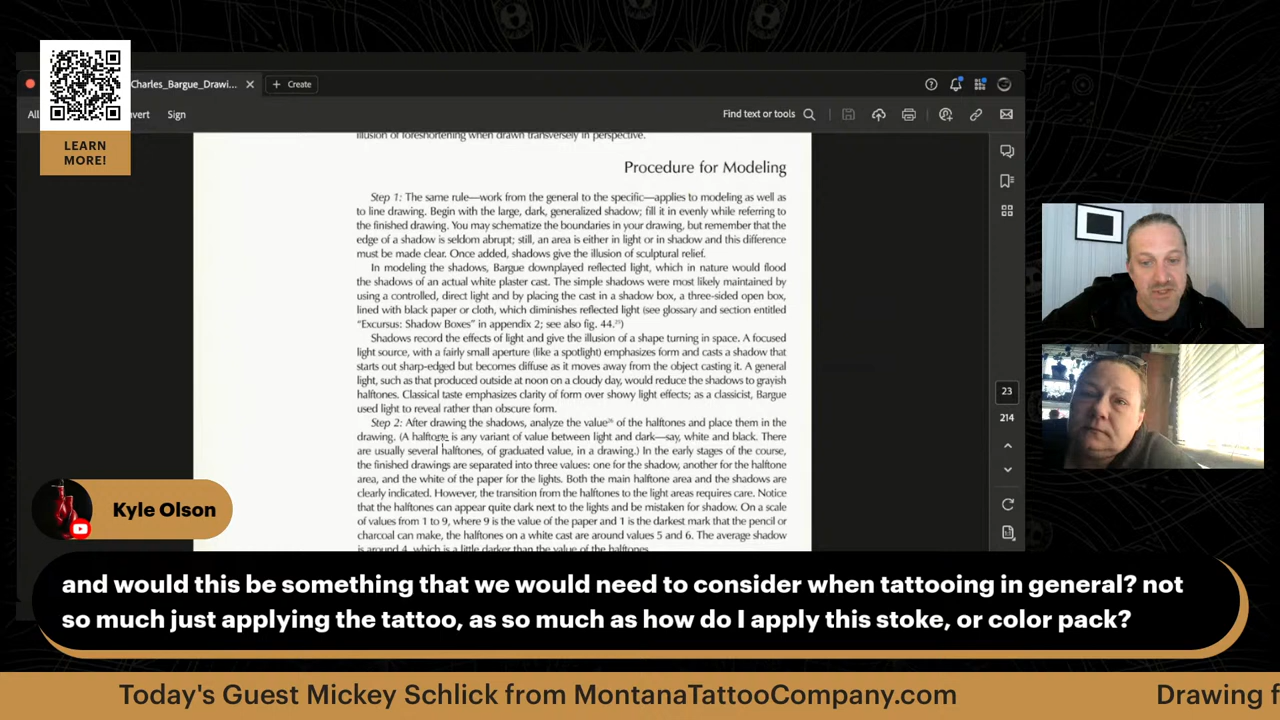 LEARN
MORE!
Charles_Bargue_Drawi...
Create
All
vert
Sign
Find text or tools
illusion of foreshortening when drawn transversely in perspective.
Procedure for Modeling
Step 1: The same rule—work from the general to the specific—applies to modeling as well as
to line drawing. Begin with the large, dark, generalized shadow; fill it in evenly while referring to
the finished drawing. You may schematize the boundaries in your drawing, but remember that the
edge of a shadow is seldom abrupt; still, an area is either in light or in shadow and this difference
must be made clear. Once added, shadows give the illusion of sculptural relief.
In modeling the shadows, Bargue downplayed reflected light, which in nature would flood
the shadows of an actual white plaster cast. The simple shadows were most likely maintained by
using a controlled, direct light and by placing the cast in a shadow box, a three-sided open box,
lined with black paper or cloth, which diminishes reflected light (see glossary and section entitled
"Excursus: Shadow Boxes" in appendix 2; see also fig. 44.)
Shadows record the effects of light and give the illusion of a shape turning in space. A focused
light source, with a fairly small aperture (like a spotlight) emphasizes form and casts a shadow that
starts out sharp-edged but becomes diffuse as it moves away from the object casting it. A general
light, such as that produced outside at noon on a cloudy day, would reduce the shadows to grayish
halftones. Classical taste emphasizes clarity of form over showy light effects; as a classicist, Bargue
used light to reveal rather than obscure form.
Step 2: After drawing the shadows, analyze the value of the halftones and place them in the
drawing. (A halftone is any variant of value between light and dark—say, white and black. There
are usually several halftones, of graduated value, in a drawing.) In the early stages of the course,
the finished drawings are separated into three values: one for the shadow, another for the halftone
area, and the white of the paper for the lights. Both the main halftone area and the shadows are
clearly indicated. However, the transition from the halftones to the light areas requires care. Notice
that the halftones can appear quite dark next to the lights and be mistaken for shadow. On a scale
of values from 1 to 9, where 9 is the value of the paper and 1 is the darkest mark that the pencil or
charcoal can make, the halftones on a white cast are around values 5 and 6. The average shadow
is around 4, which is a little darker than the value of the halftones.
23
214
Kyle Olson
and would this be something that we would need to consider when tattooing in general? not
so much just applying the tattoo, as so much as how do I apply this stoke, or color pack?
Today's Guest Mickey Schlick from MontanaTattooCompany.com
Drawing f